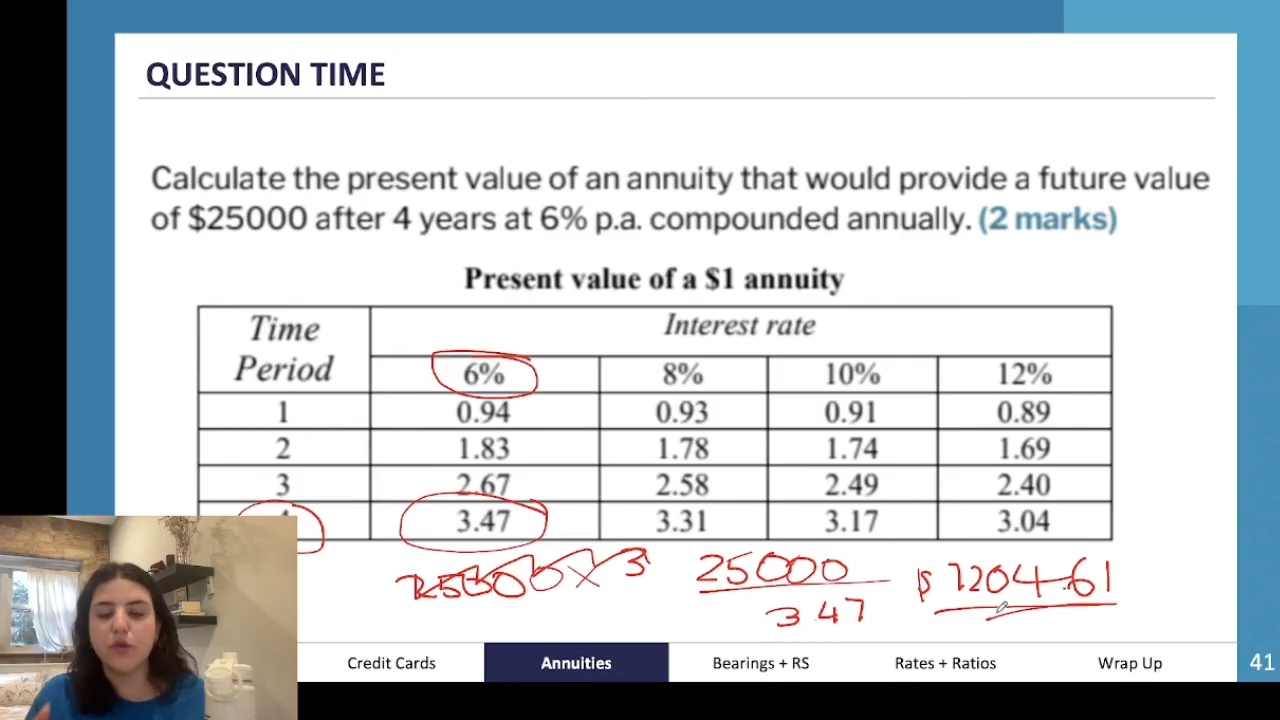 QUESTION TIME
Calculate the present value of an annuity that would provide a future value
of $25000 after 4 years at 6% p.a. compounded annually. (2 marks)
Present value of a $1 annuity
Time Period
Interest rate
6% 8% 10% 12%
1 0.94 0.93 0.91 0.89
2 1.83 1.78 1.74 1.69
3 2.67 2.58 2.49 2.40
3.47 3.31 3.17 3.04
25000 x 3
25000
3.47
$7204.61
Credit Cards Annuities Bearings + RS Rates + Ratios Wrap Up 41